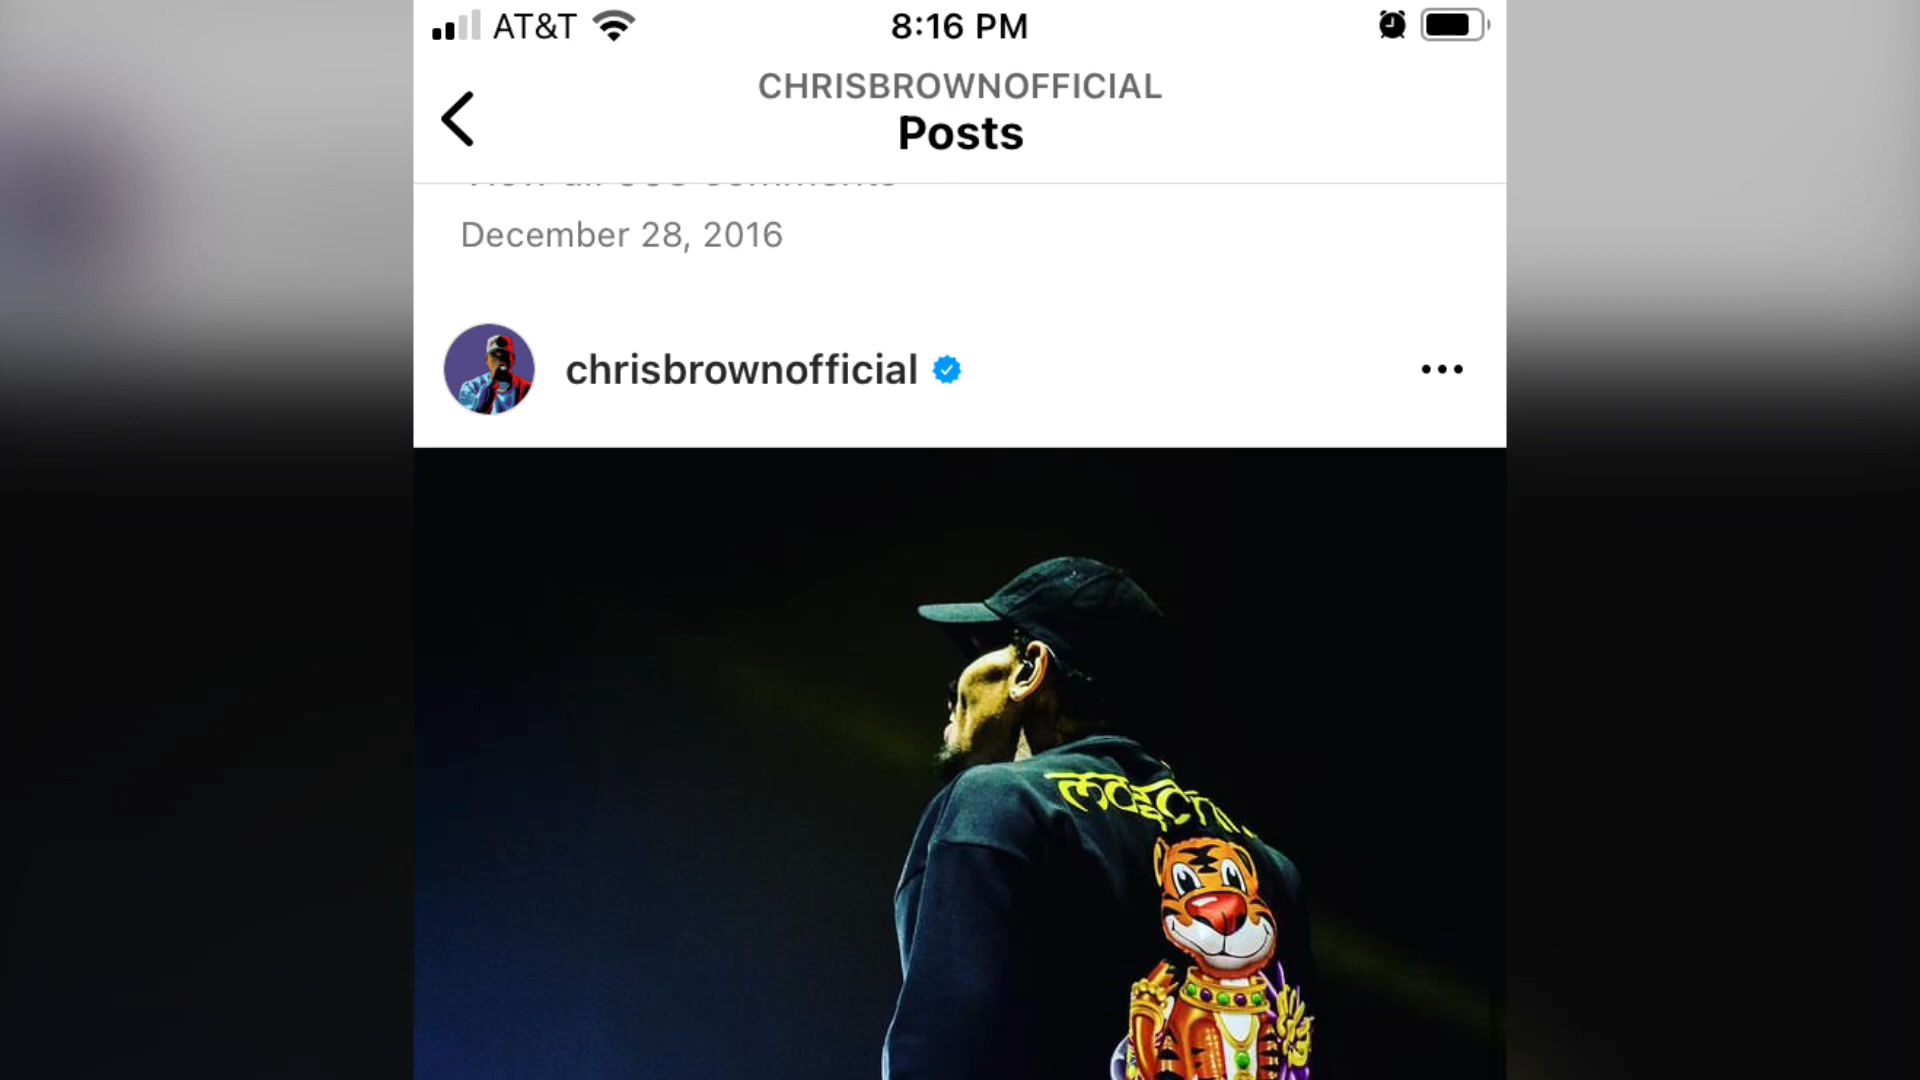 AT&T 8:16 PM
CHRISBROWNOFFICIAL
Posts
December 28, 2016
chrisbrownofficial